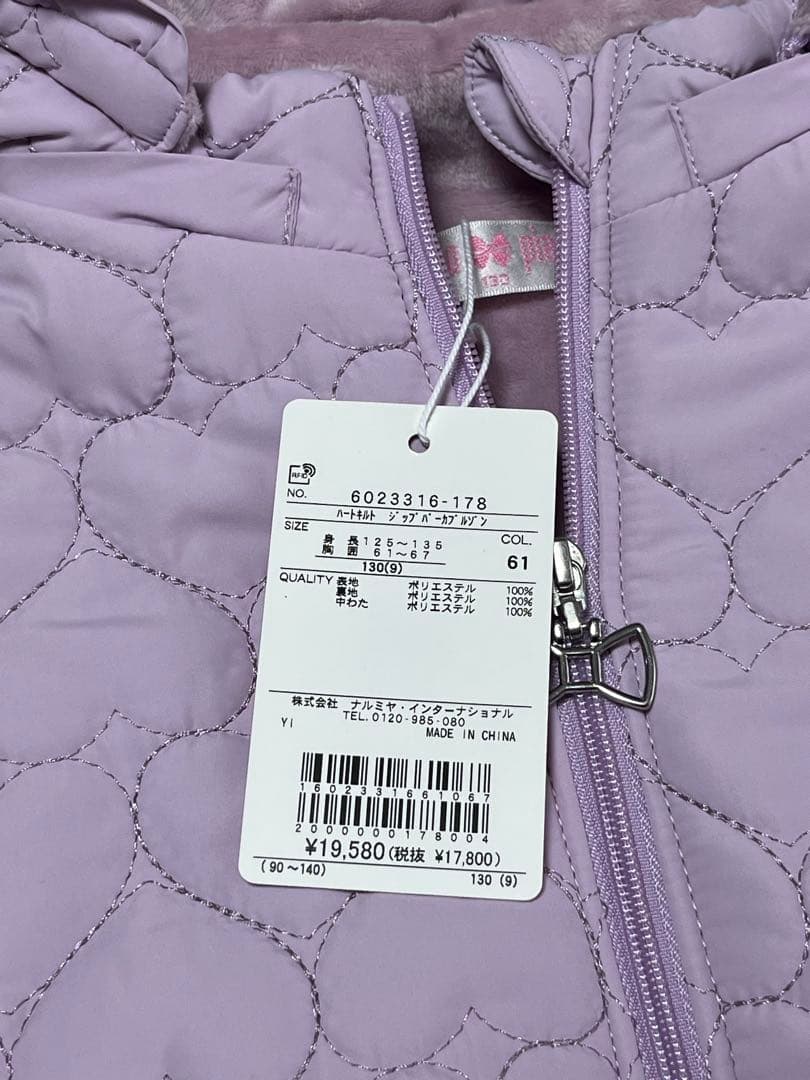 130
RFID
NO. 6023316-178
ハートキルト ジップパーカブルゾン
SIZE COL.
身長 125～135
胸囲 61～67
61
130(9)
QUALITY 表地 ポリエステル 100%
裏地 ポリエステル 100%
中わた ポリエステル 100%
株式会社 ナルミヤ・インターナショナル
TEL.0120-985-080
YI MADE IN CHINA
1602331661067
2000000178004
¥19,580(税抜 ¥17,800)
(90～140) 130 (9)